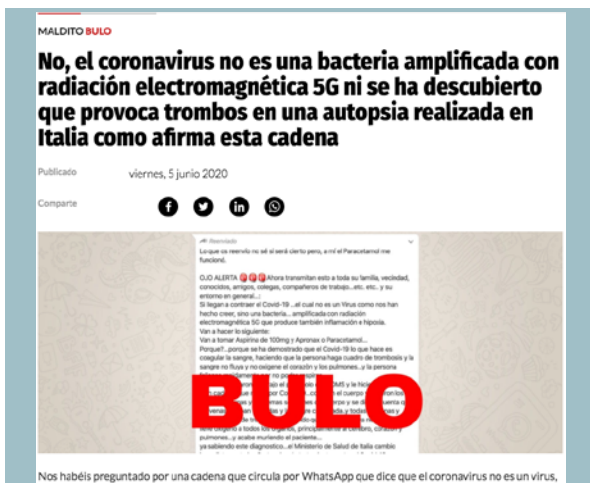 MALDITO BULO
No, el coronavirus no es una bacteria amplificada con
radiación electromagnética 5G ni se ha descubierto
que provoca trombos en una autopsia realizada en
Italia como afirma esta cadena
Publicado viernes, 5 junio 2020
Comparte
Reenviado
Lo que os reenvío no sé si será cierto pero, a mí el Paracetamol me
funcionó.
OJO ALERTA Ahora transmitan esto a toda su familia, vecindad,
conocidos, amigos, colegas, compañeros de trabajo...etc. etc.. y su
entorno en general...:
Si llegan a contraer el Covid-19 ...el cual no es un Virus como nos han
hecho creer, sino una bacteria... amplificada con radiación
electromagnética 5G que produce también inflamación e hipoxia.
Van a hacer lo siguiente:
Van a tomar Aspirina de 100mg y Apronax o Paracetamol...
Porque?...porque se ha demostrado que el Covid-19 lo que hace es
coagular la sangre, haciendo que la persona haga cuadro de trombosis y la
sangre no fluya y no oxigene el corazón y los pulmones...y la persona
BULO
pulmones...y acaba muriendo el paciente...
ya sabiendo este diagnostico...el Ministerio de Salud de Italia cambio
Nos habéis preguntado por una cadena que circula por WhatsApp que dice que el coronavirus no es un virus,